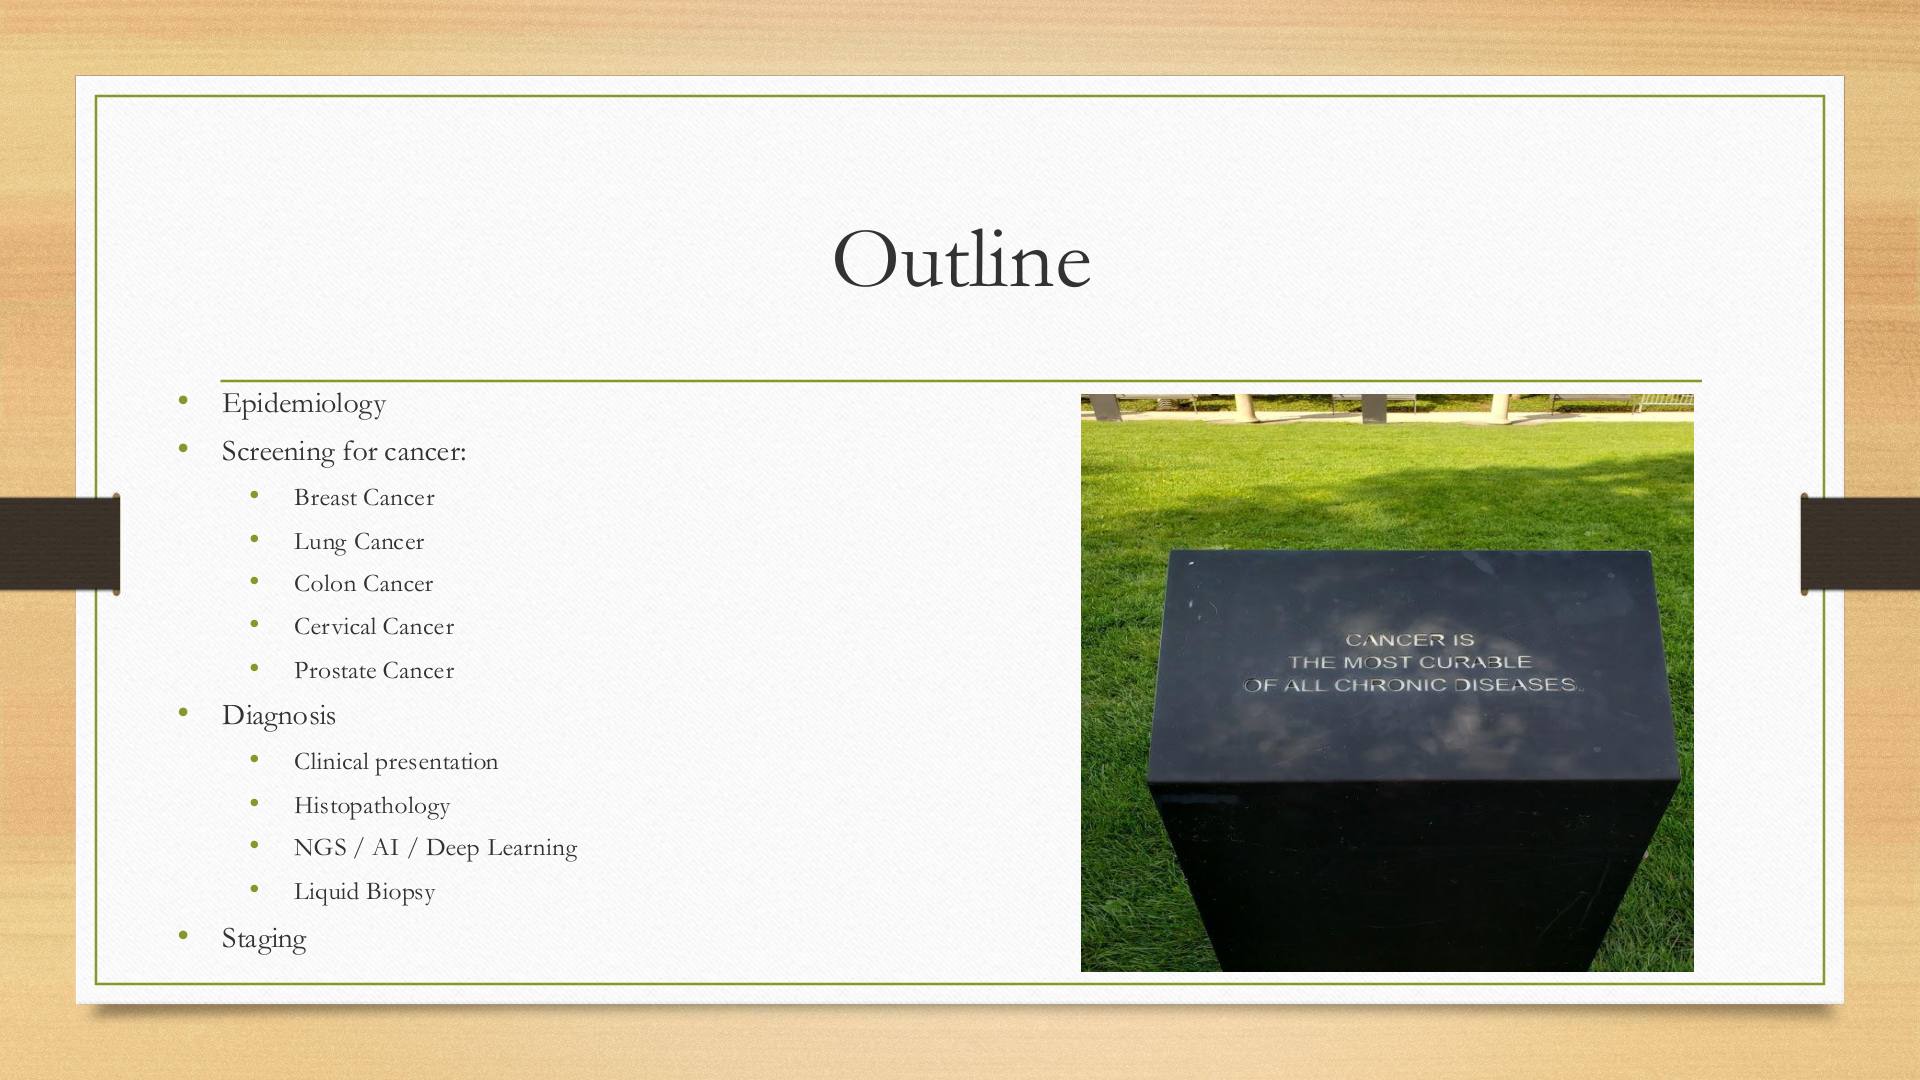 Outline
Epidemiology
Screening for cancer:
Breast Cancer
Lung Cancer
Colon Cancer
Cervical Cancer
Prostate Cancer
Diagnosis
Clinical presentation
Histopathology
NGS / AI / Deep Learning
Liquid Biopsy
Staging
CANCER IS
THE MOST CURABLE
OF ALL CHRONIC DISEASES.